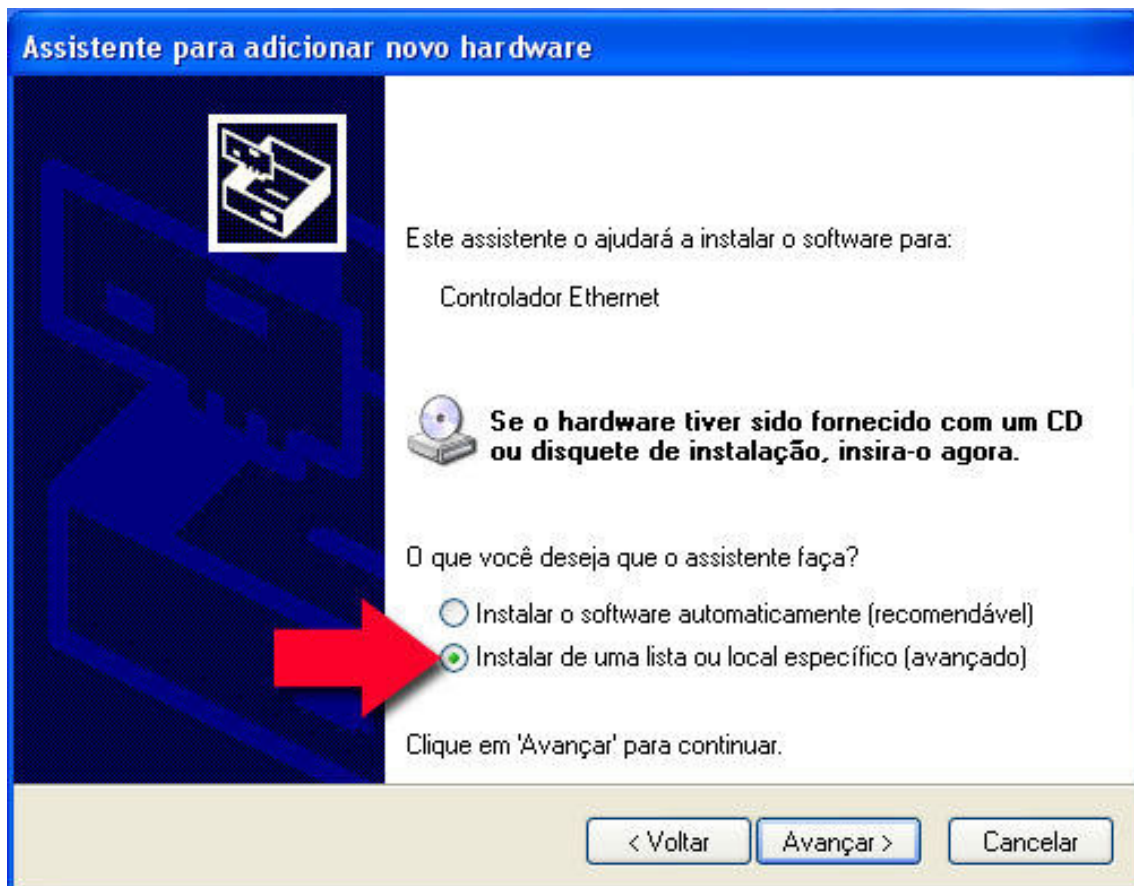 Assistente para adicionar novo hardware
Este assistente o ajudará a instalar o software para:
Controlador Ethernet
Se o hardware tiver sido fornecido com um CD
ou disquete de instalação, insira-o agora.
O que você deseja que o assistente faça?
Instalar o software automaticamente (recomendável)
Instalar de uma lista ou local específico (avançado)
Clique em 'Avançar' para continuar.
< Voltar
Avançar >
Cancelar